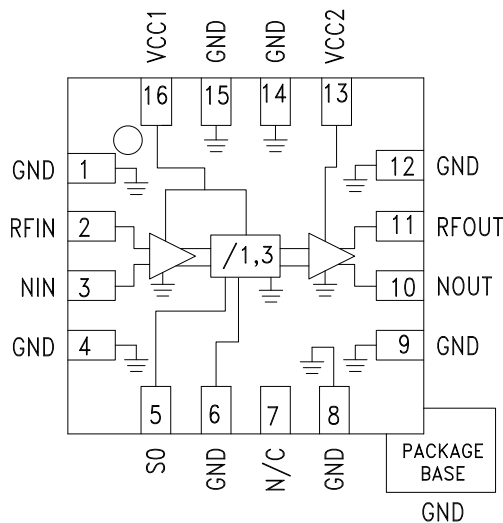 VCC1
GND
GND
VCC2
16
15
14
13
GND
1
12
GND
RFIN
2
11
RFOUT
/1,3
NIN
3
10
NOUT
GND
4
9
GND
5
6
7
8
S0
GND
N/C
GND
PACKAGE
BASE
GND